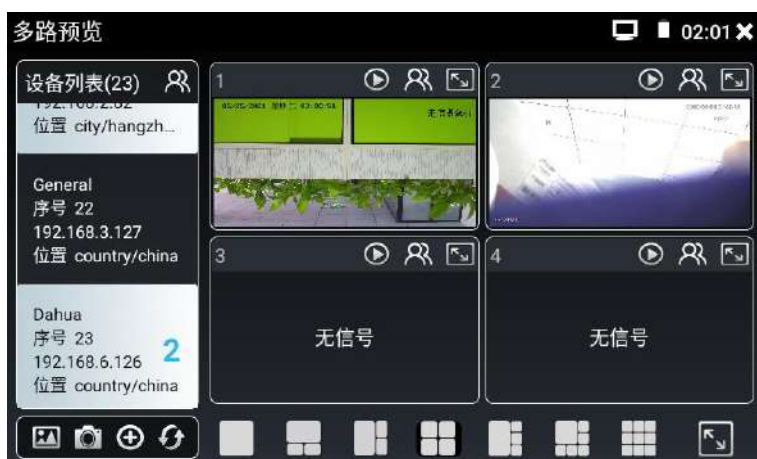 多路预览
02:01
设备列表(23)
位置 city/hangzh...
General
序号 22
192.168.3.127
位置 country/china
Dahua
序号 23
192.168.6.126
2
位置 country/china
1
2
3
无信号
4
无信号